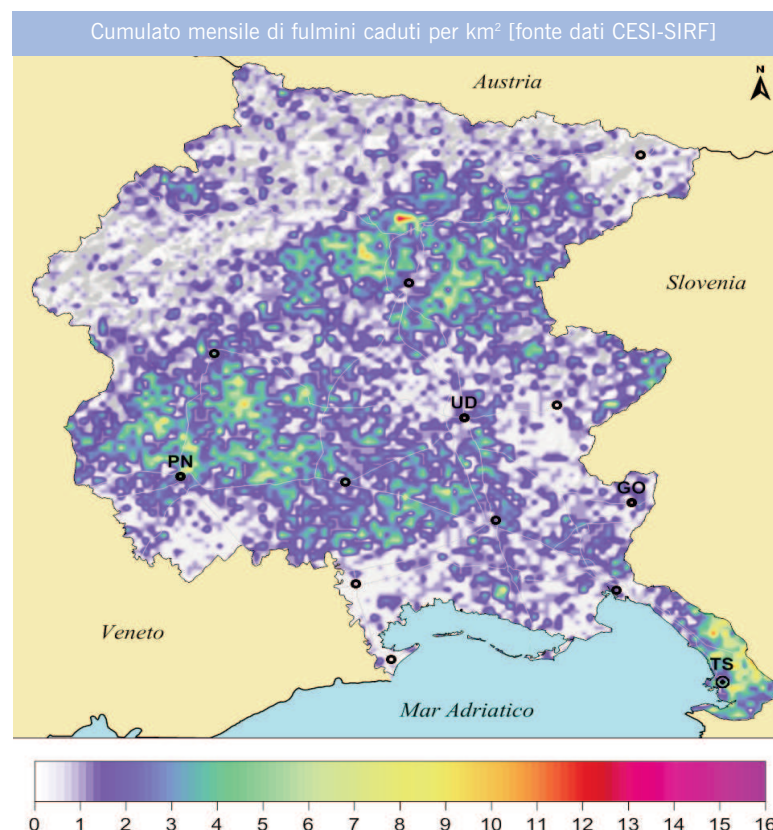 Cumulato mensile di fulmini caduti per km² [fonte dati CESI-SIRF]
Austria
N
Slovenia
UD
PN
GO
Veneto
TS
Mar Adriatico
0 1 2 3 4 5 6 7 8 9 10 11 12 13 14 15 16